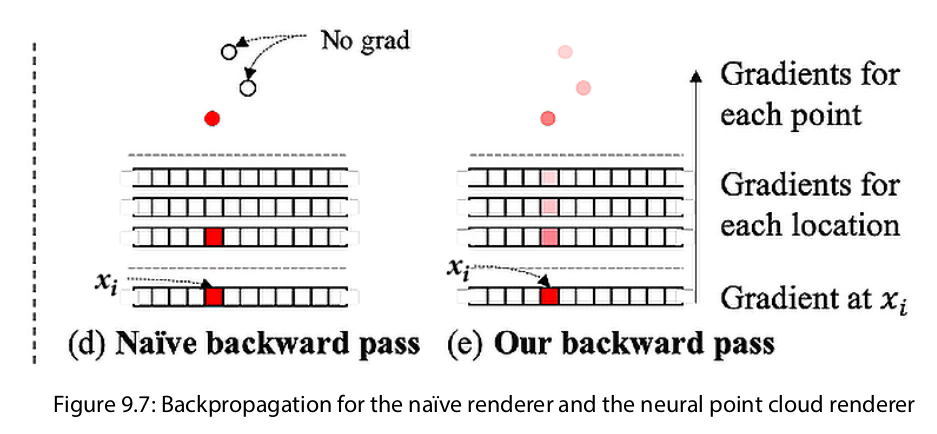 No grad
Gradients for
each point
Gradients for
each location
x_i
x_i
Gradient at x_i
(d) Naïve backward pass
(e) Our backward pass
Figure 9.7: Backpropagation for the naïve renderer and the neural point cloud renderer